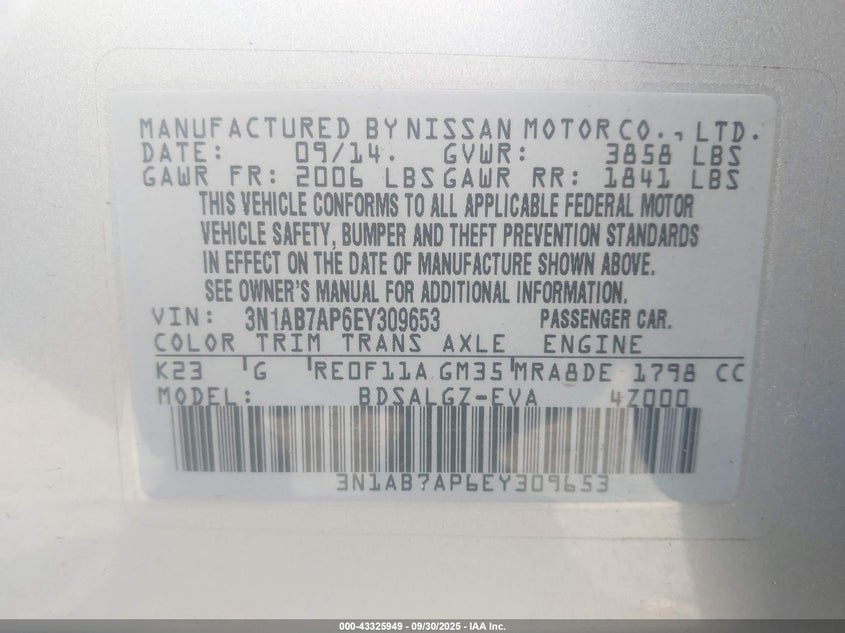 MANUFACTURED BY NISSAN MOTOR CO., LTD.
DATE: 09/14. GVWR: 3858 LBS
GAWR FR: 2006 LBS GAWR RR: 1841 LBS
THIS VEHICLE CONFORMS TO ALL APPLICABLE FEDERAL MOTOR
VEHICLE SAFETY, BUMPER AND THEFT PREVENTION STANDARDS
IN EFFECT ON THE DATE OF MANUFACTURE SHOWN ABOVE.
SEE OWNER'S MANUAL FOR ADDITIONAL INFORMATION.
VIN: 3N1AB7AP6EY309653 PASSENGER CAR.
COLOR TRIM TRANS AXLE ENGINE
K23 G RE0F11A GM35 MRA8DE 1798 CC
MODEL: BDSALGZ-EVA 4Z000
3N1AB7AP6EY309653
000-43325949 - 09/30/2025 - IAA Inc.